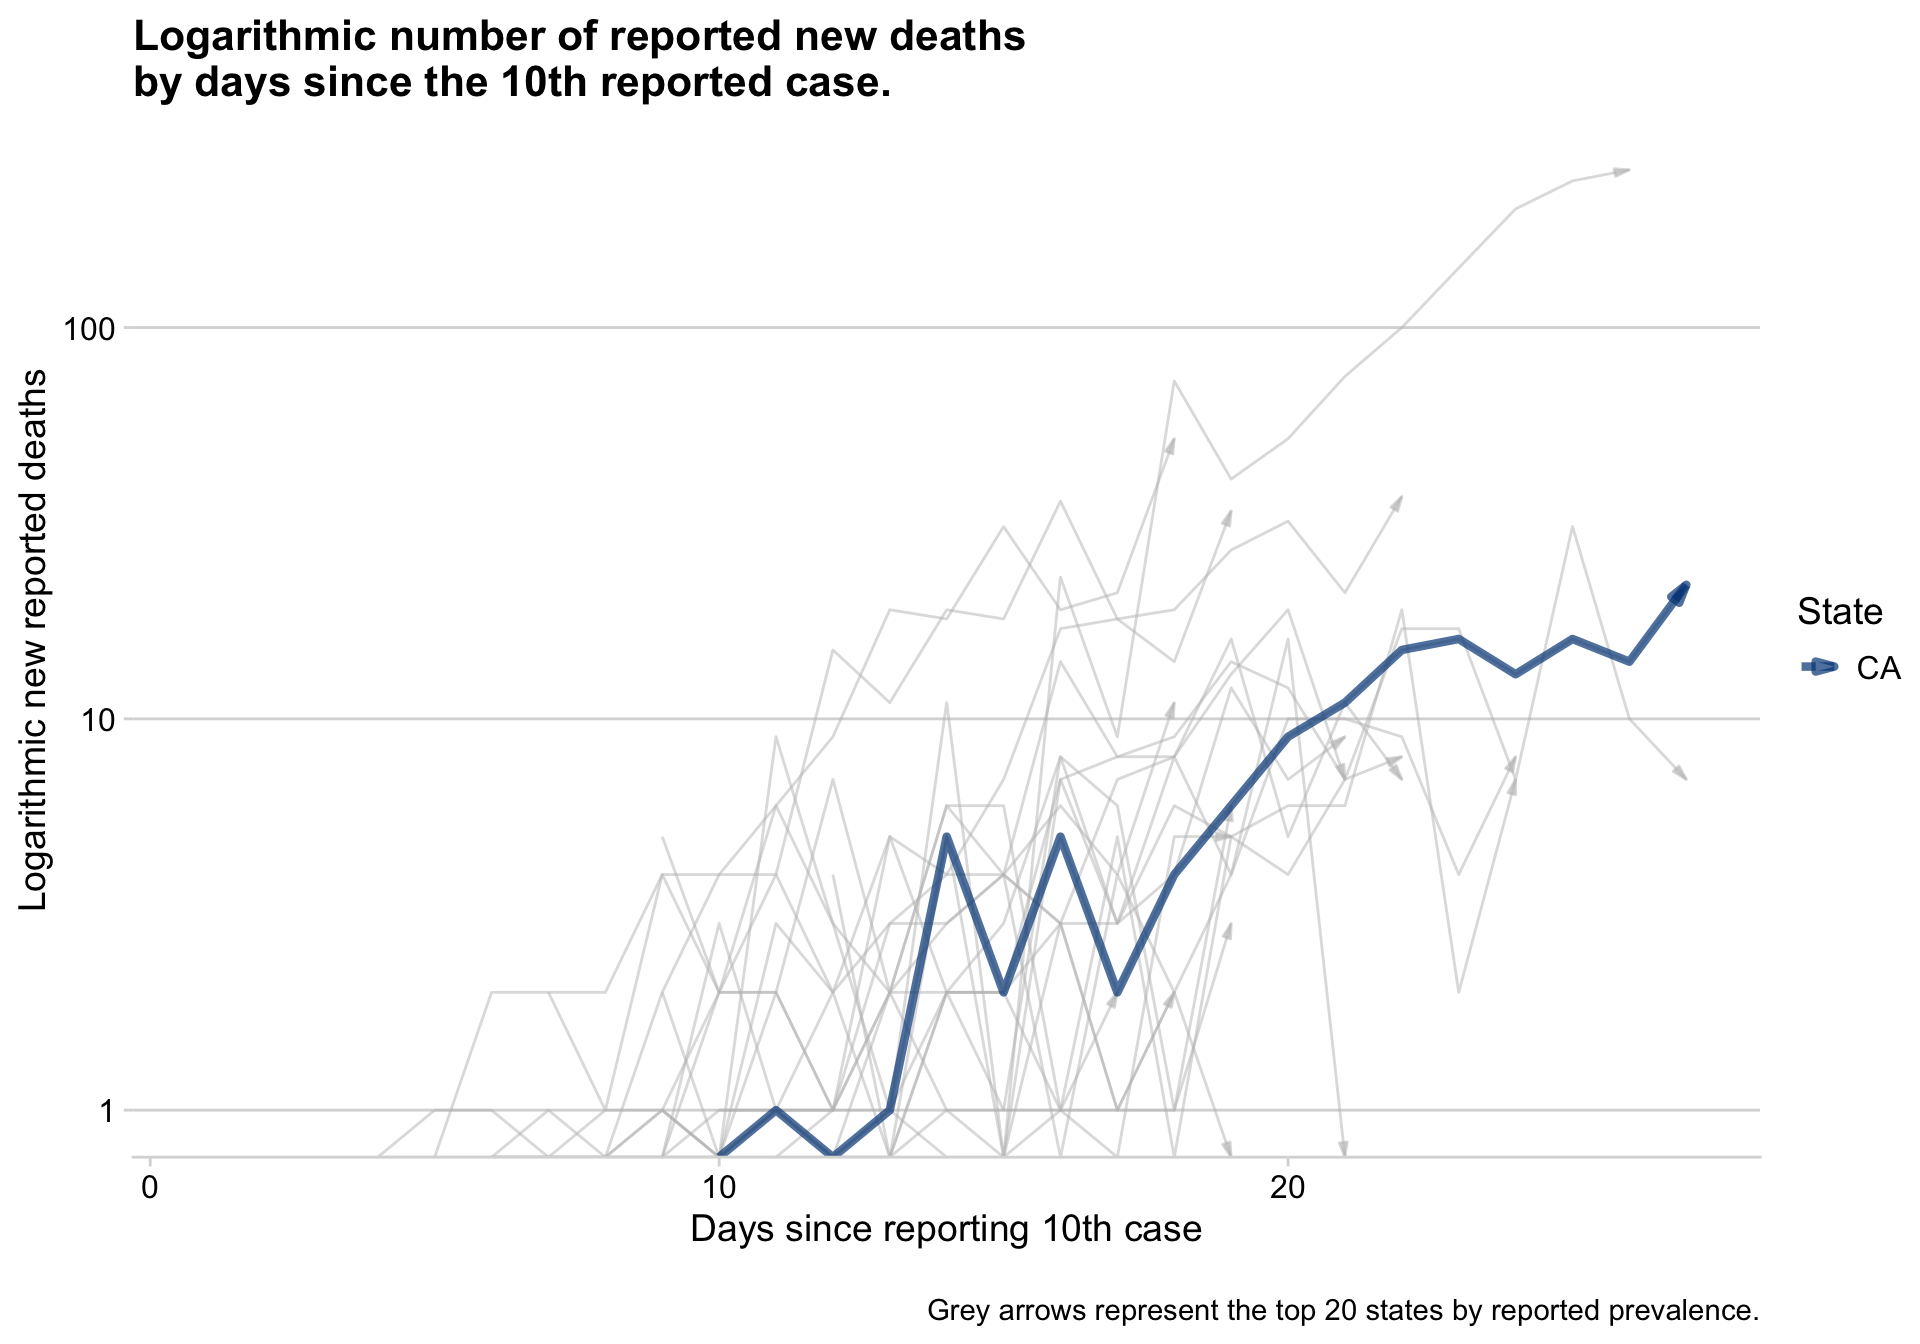 Logarithmic number of reported new deaths
by days since the 10th reported case.
Logarithmic new reported deaths
100
10
1
0
10
20
Days since reporting 10th case
State
CA
Grey arrows represent the top 20 states by reported prevalence.